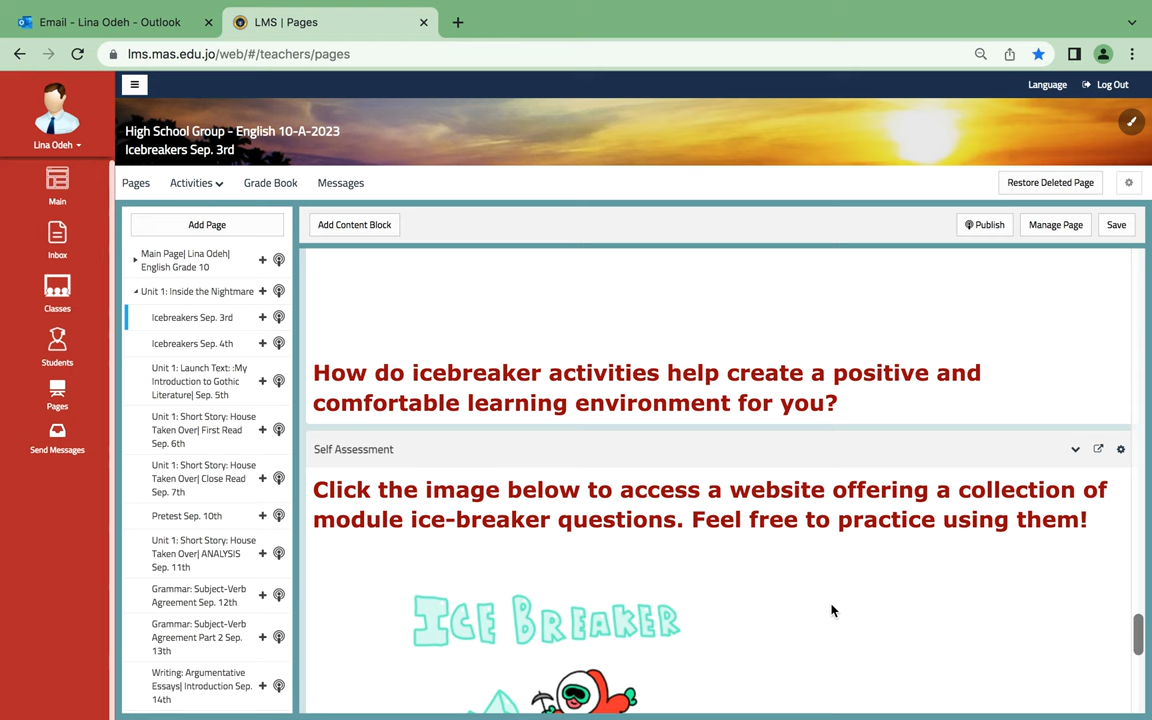 Email - Lina Odeh - Outlook
LMS | Pages
lms.mas.edu.jo/web/#/teachers/pages
Language
Log Out
High School Group - English 10-A-2023
Icebreakers Sep. 3rd
Lina Odeh
Pages
Activities
Grade Book
Messages
Restore Deleted Page
Main
Inbox
Classes
Students
Pages
Send Messages
Add Page
Main Page| Lina Odeh|
English Grade 10
Unit 1: Inside the Nightmare
Icebreakers Sep. 3rd
Icebreakers Sep. 4th
Unit 1: Launch Text: :My
Introduction to Gothic
Literature| Sep. 5th
Unit 1: Short Story: House
Taken Over| First Read
Sep. 6th
Unit 1: Short Story: House
Taken Over| Close Read
Sep. 7th
Pretest Sep. 10th
Unit 1: Short Story: House
Taken Over| ANALYSIS
Sep. 11th
Grammar: Subject-Verb
Agreement Sep. 12th
Grammar: Subject-Verb
Agreement Part 2 Sep.
13th
Writing: Argumentative
Essays| Introduction Sep.
14th
Add Content Block
Publish
Manage Page
Save
How do icebreaker activities help create a positive and
comfortable learning environment for you?
Self Assessment
Click the image below to access a website offering a collection of
module ice-breaker questions. Feel free to practice using them!
ICE BREAKER